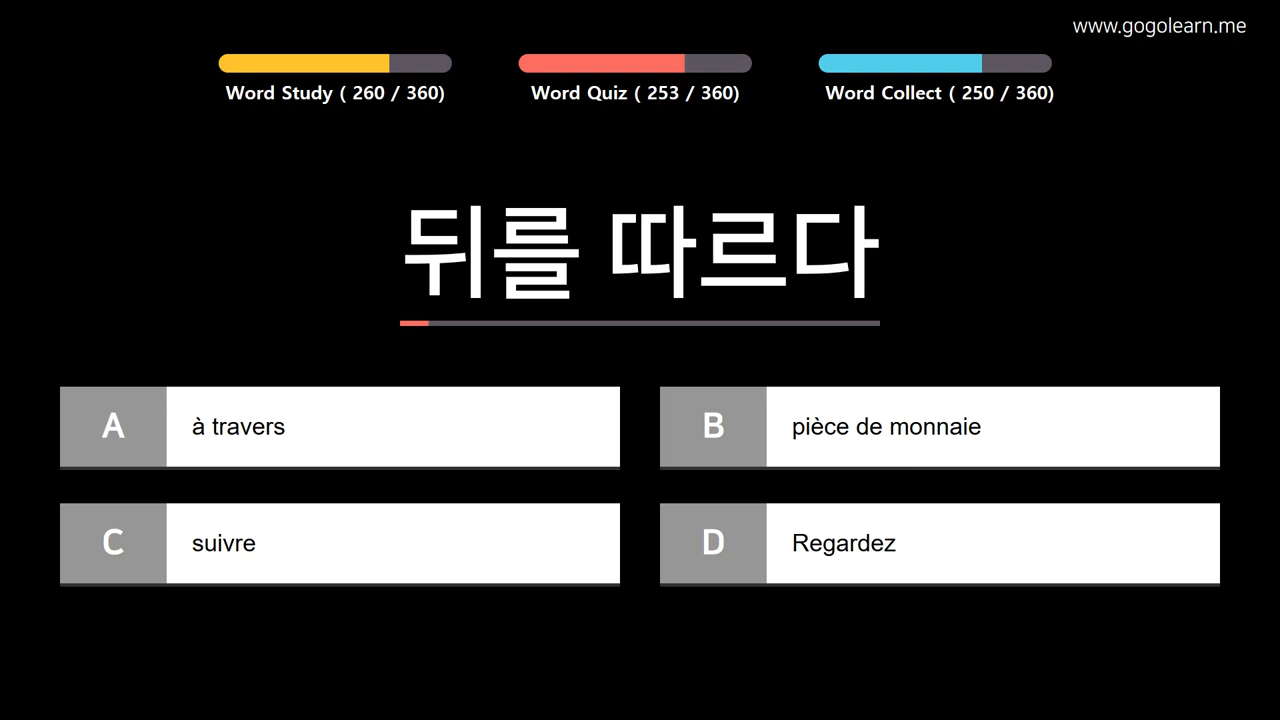 www.gogolearn.me
Word Study ( 260 / 360)
Word Quiz ( 253 / 360)
Word Collect ( 250 / 360)
뒤를 따르다
A
à travers
B
pièce de monnaie
C
suivre
D
Regardez